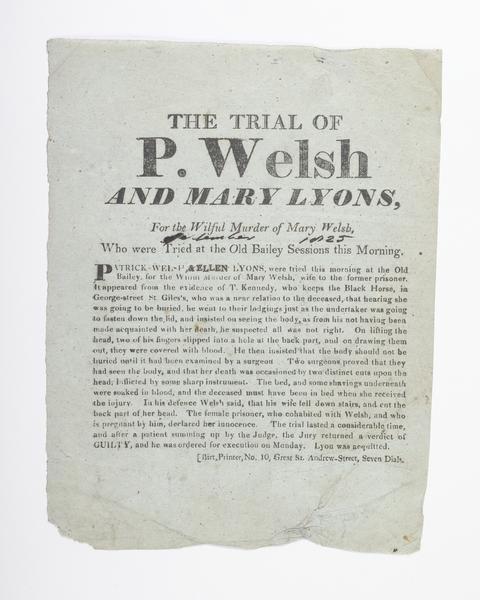 THE TRIAL OF
P. Welsh
AND MARY LYONS,
For the Wilful Murder of Mary Welsh,
1825
Who were Tried at the Old Bailey Sessions this Morning.
PATRICK WELSH & ELLEN LYONS, were tried this morning at the Old
Bailey, for the Wilful Murder of Mary Welsh, wife to the former prisoner.
It appeared from the evidence of T. Kennedy, who keeps the Black Horse, in
George-street St. Giles's, who was a near relation to the deceased, that hearing she
was going to be buried, he went to their lodgings just as the undertaker was going
to fasten down the lid, and insisted on seeing the body, as from his not having been
made acquainted with her death, he suspected all was not right. On lifting the
head, two of his fingers slipped into a hole at the back part, and on drawing them
out, they were covered with blood. He then insisted that the body should not be
buried until it had been examined by a surgeon. Two surgeons proved that they
had seen the body, and that her death was occasioned by two distinct cuts upon the
head; inflicted by some sharp instrument. The bed, and some shavings underneath
were soaked in blood, and the deceased must have been in bed when she received
the injury. In his defence Welsh said, that his wife fell down stairs, and cut the
back part of her head. The female prisoner, who cohabited with Welsh, and who
is pregnant by him, declared her innocence. The trial lasted a considerable time,
and after a patient summing up by the Judge, the Jury returned a verdict of
GUILTY, and he was ordered for execution on Monday. Lyon was acquitted.
[Birt, Printer, No. 10, Great St. Andrew-Street, Seven Dials.